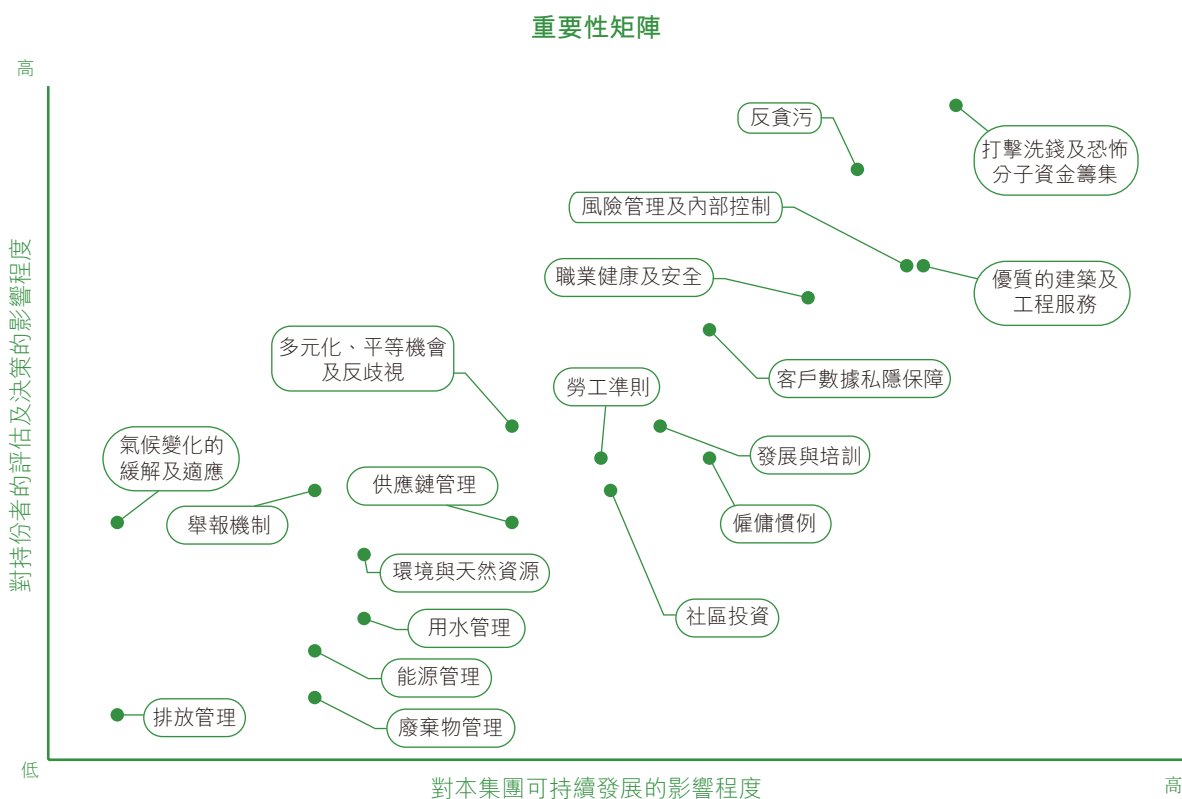 重要性矩陣
高
反貪污
打擊洗錢及恐怖
分子資金籌集
風險管理及內部控制
職業健康及安全
優質的建築及
工程服務
多元化、平等機會
及反歧視
客戶數據私隱保障
勞工準則
氣候變化的
緩解及適應
發展與培訓
供應鏈管理
舉報機制
僱傭慣例
環境與天然資源
社區投資
用水管理
能源管理
排放管理
廢棄物管理
對持份者的評估及決策的影響程度
低
對本集團可持續發展的影響程度
高